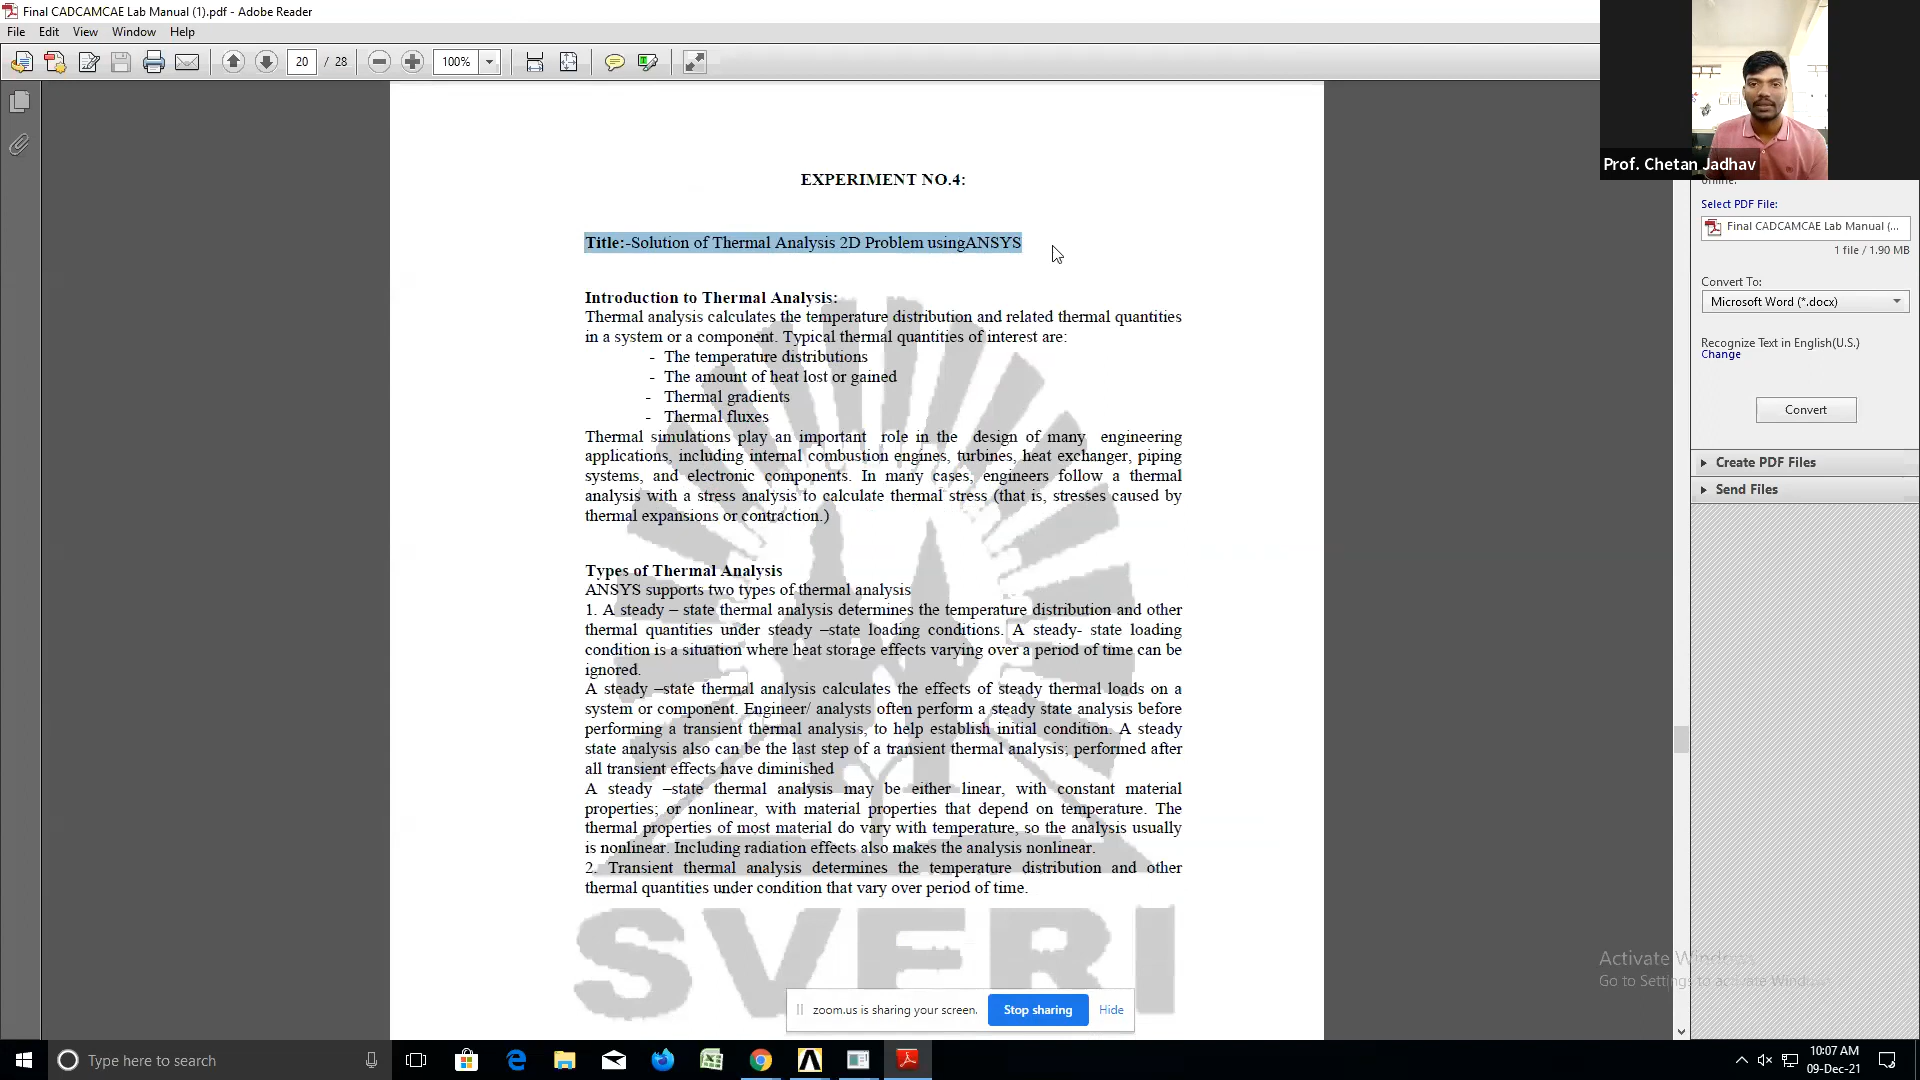 Final CADCAMCAE Lab Manual (1).pdf - Adobe Reader
File Edit View Window Help
20 / 28 100%
Prof. Chetan Jadhav
online.
Select PDF File:
Final CADCAMCAE Lab Manual (...
1 file / 1.90 MB
Convert To:
Microsoft Word (*.docx)
Recognize Text in English(U.S.)
Change
Convert
Create PDF Files
Send Files
EXPERIMENT NO.4:
Title:-Solution of Thermal Analysis 2D Problem usingANSYS
Introduction to Thermal Analysis:
Thermal analysis calculates the temperature distribution and related thermal quantities
in a system or a component. Typical thermal quantities of interest are:
- The temperature distributions
- The amount of heat lost or gained
- Thermal gradients
- Thermal fluxes
Thermal simulations play an important role in the design of many engineering
applications, including internal combustion engines, turbines, heat exchanger, piping
systems, and electronic components. In many cases, engineers follow a thermal
analysis with a stress analysis to calculate thermal stress (that is, stresses caused by
thermal expansions or contraction.)
Types of Thermal Analysis
ANSYS supports two types of thermal analysis
1. A steady – state thermal analysis determines the temperature distribution and other
thermal quantities under steady –state loading conditions. A steady- state loading
condition is a situation where heat storage effects varying over a period of time can be
ignored.
A steady –state thermal analysis calculates the effects of steady thermal loads on a
system or component. Engineer/ analysts often perform a steady state analysis before
performing a transient thermal analysis, to help establish initial condition. A steady
state analysis also can be the last step of a transient thermal analysis; performed after
all transient effects have diminished
A steady –state thermal analysis may be either linear, with constant material
properties; or nonlinear, with material properties that depend on temperature. The
thermal properties of most material do vary with temperature, so the analysis usually
is nonlinear. Including radiation effects also makes the analysis nonlinear.
2. Transient thermal analysis determines the temperature distribution and other
thermal quantities under condition that vary over period of time.
SVERI
Activate Windows
Go to Settings to activate Windows.
zoom.us is sharing your screen. Stop sharing Hide
Type here to search
10:07 AM
09-Dec-21